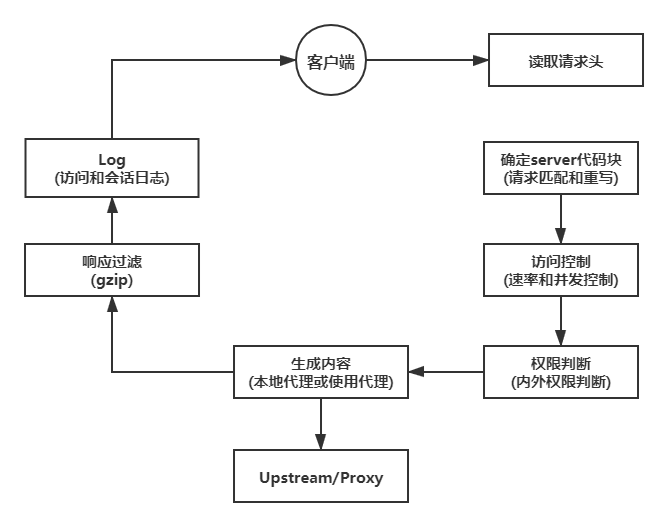 客户端
读取请求头
Log
(访问和会话日志)
确定server代码块
(请求匹配和重写)
响应过滤
(gzip)
访问控制
(速率和并发控制)
生成内容
(本地代理或使用代理)
权限判断
(内外权限判断)
Upstream/Proxy